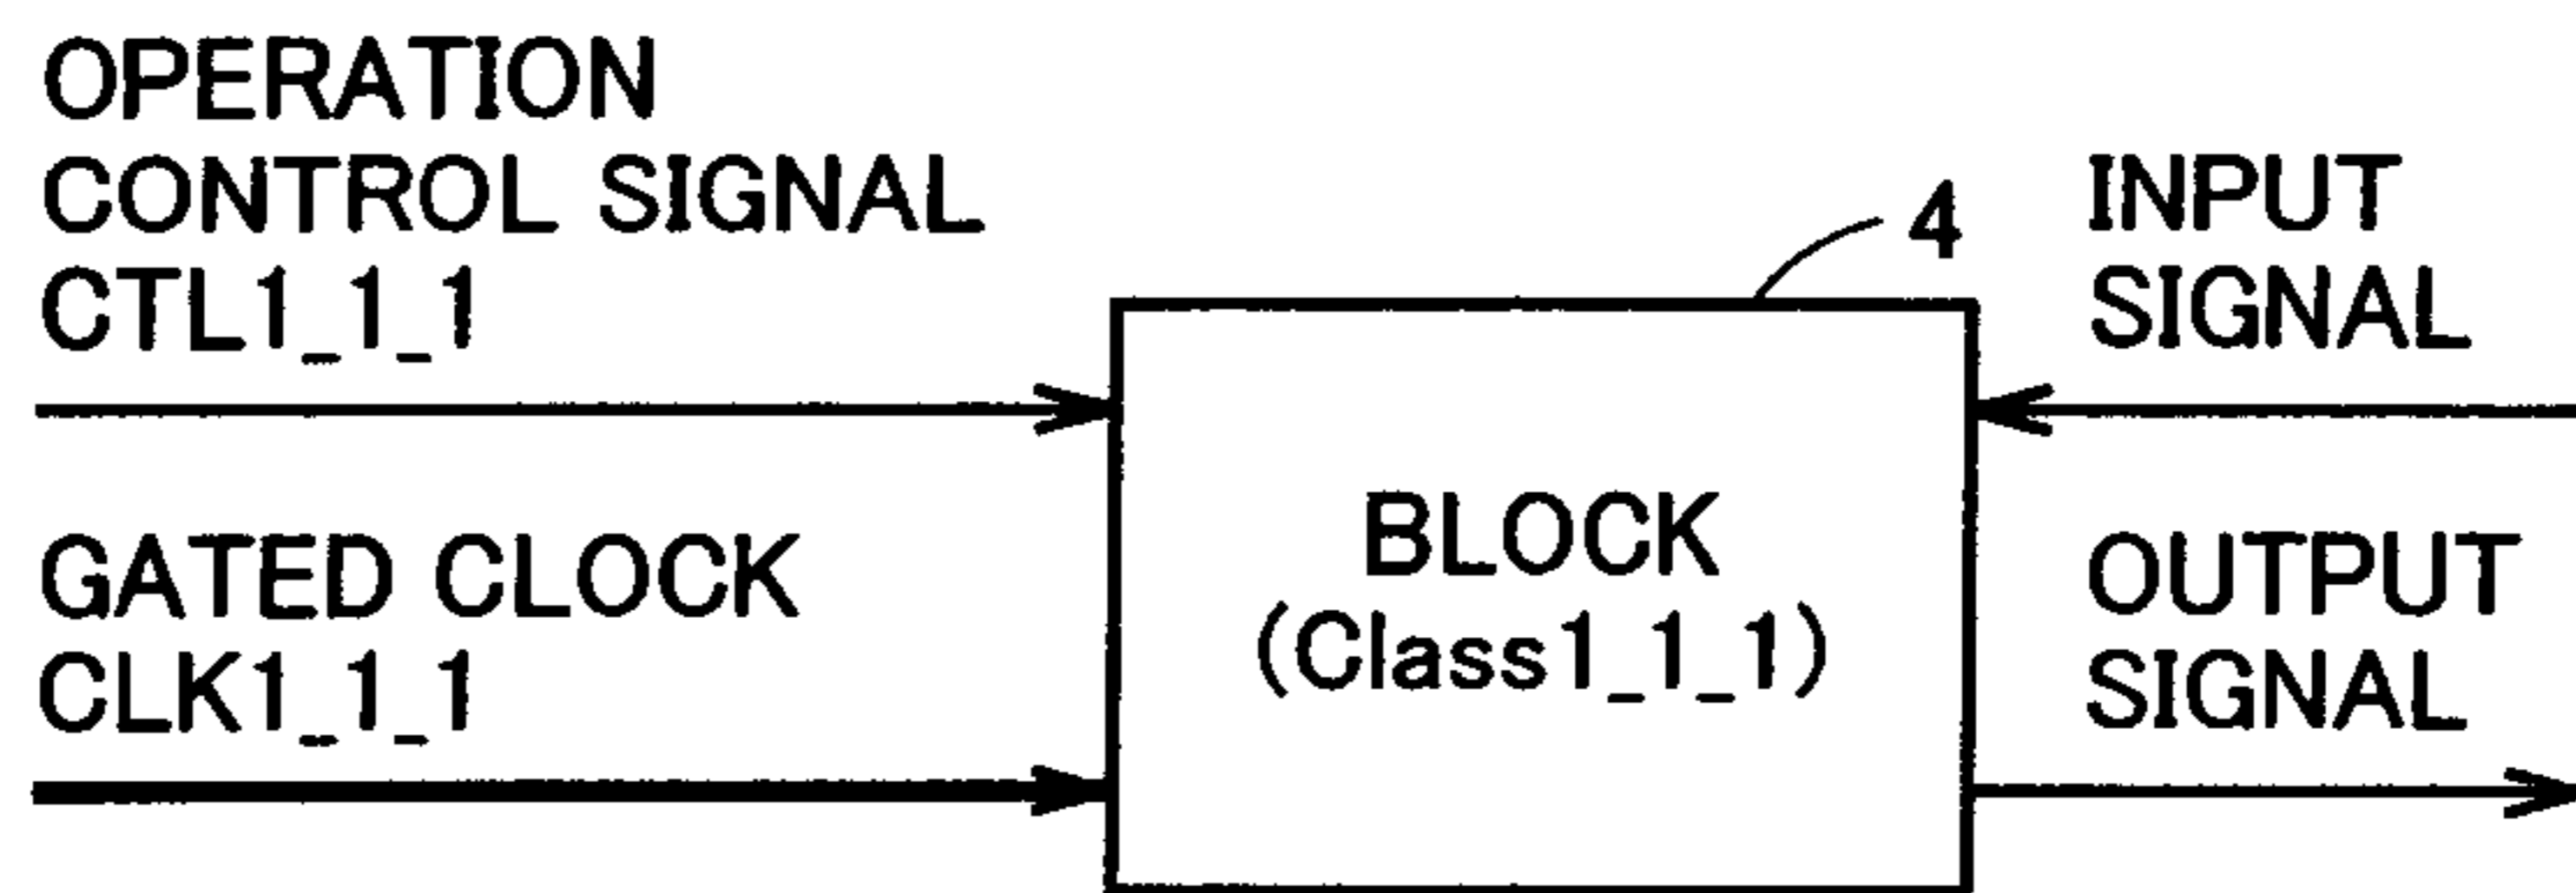 OPERATION
CONTROL SIGNAL
CTL1_1_1
4
INPUT
SIGNAL
GATED CLOCK
CLK1_1_1
BLOCK
(Class1_1_1)
OUTPUT
SIGNAL